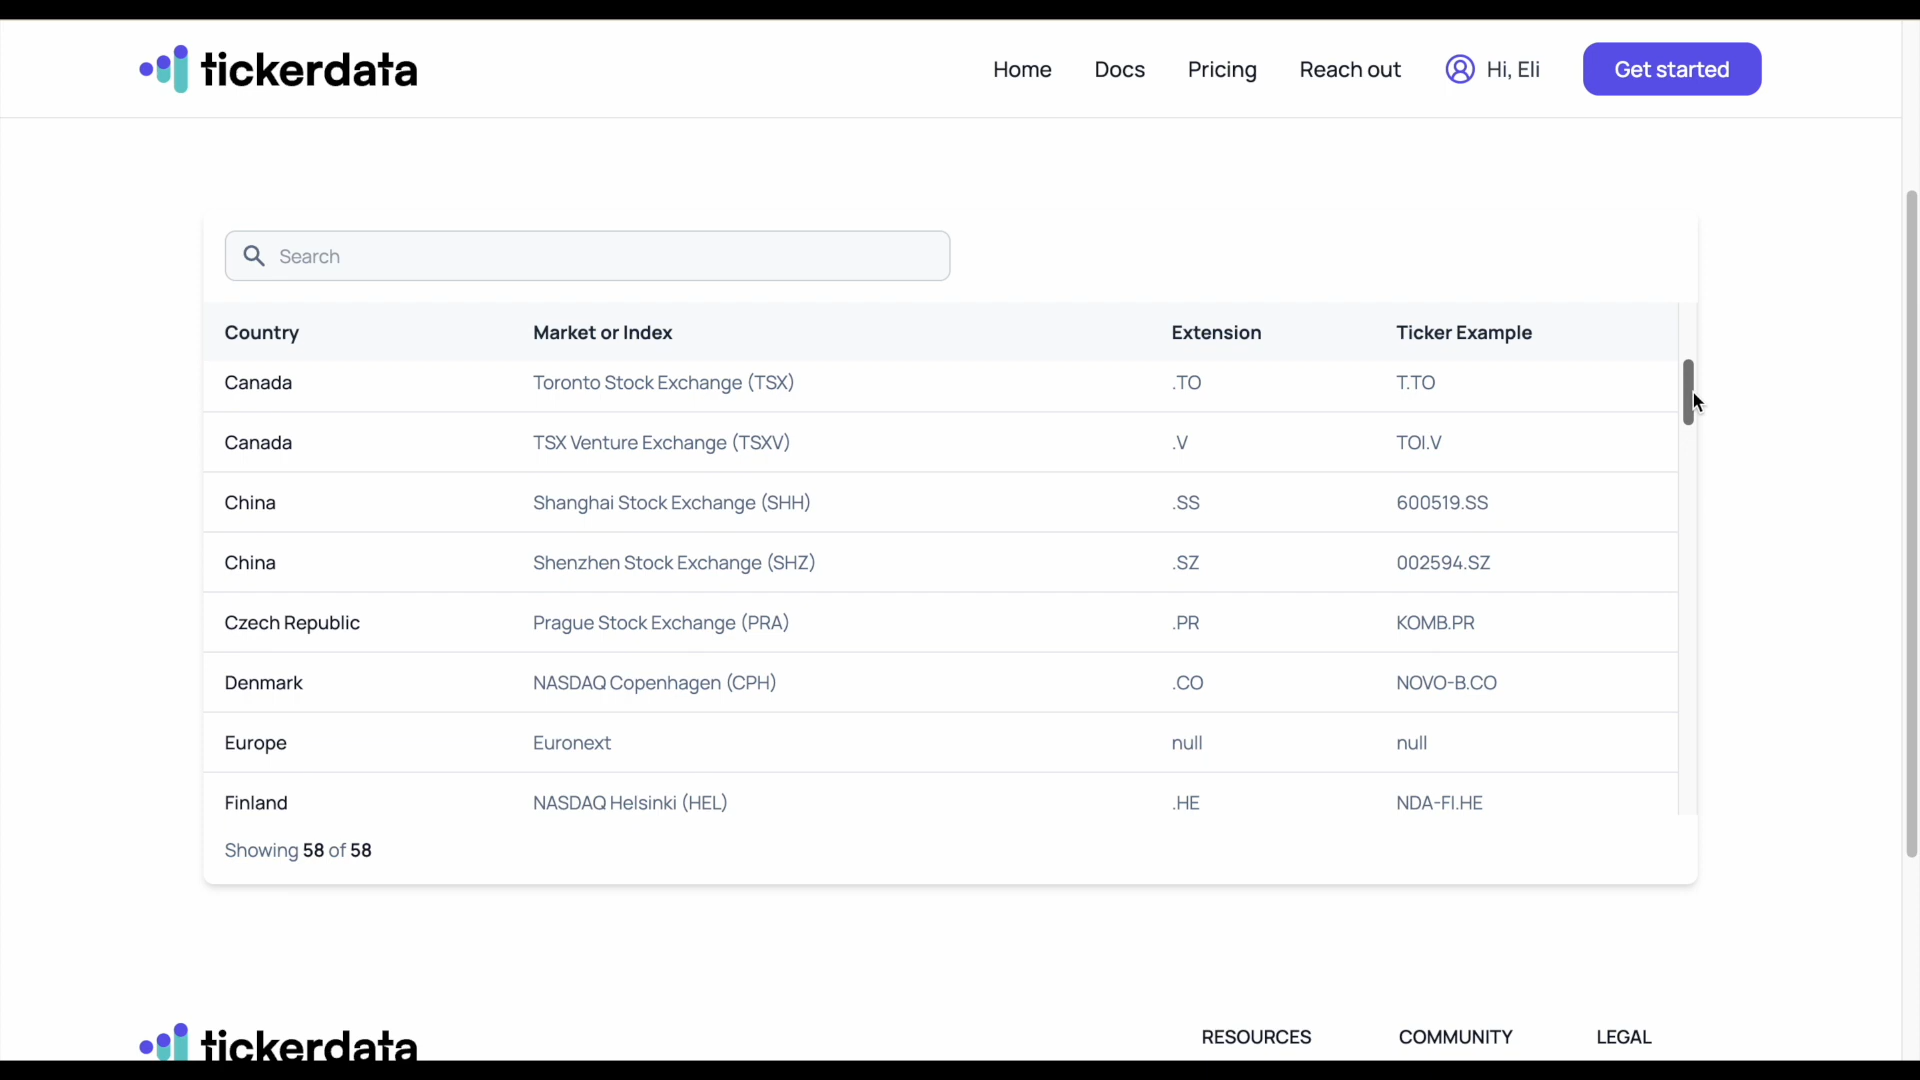 tickerdata Home Docs Pricing Reach out Hi, Eli Get started
Search
Country Market or Index Extension Ticker Example
Canada Toronto Stock Exchange (TSX) .TO T.TO
Canada TSX Venture Exchange (TSXV) .V TOI.V
China Shanghai Stock Exchange (SHH) .SS 600519.SS
China Shenzhen Stock Exchange (SHZ) .SZ 002594.SZ
Czech Republic Prague Stock Exchange (PRA) .PR KOMB.PR
Denmark NASDAQ Copenhagen (CPH) .CO NOVO-B.CO
Europe Euronext null null
Finland NASDAQ Helsinki (HEL) .HE NDA-FI.HE
Showing 58 of 58
tickerdata RESOURCES COMMUNITY LEGAL